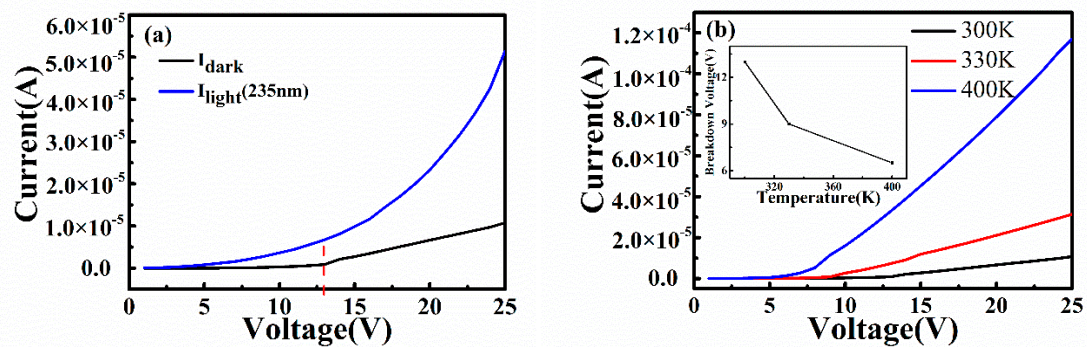 (a)
I_dark
I_light(235nm)
6.0×10⁻⁵
5.0×10⁻⁵
4.0×10⁻⁵
3.0×10⁻⁵
2.0×10⁻⁵
1.0×10⁻⁵
0.0
Current(A)
0 5 10 15 20 25
Voltage(V)
(b)
300K
330K
400K
1.2×10⁻⁴
1.0×10⁻⁴
8.0×10⁻⁵
6.0×10⁻⁵
4.0×10⁻⁵
2.0×10⁻⁵
0.0
Current(A)
Breakdown Voltage(V)
12
9
6
320 360 400
Temperature(K)
0 5 10 15 20 25
Voltage(V)